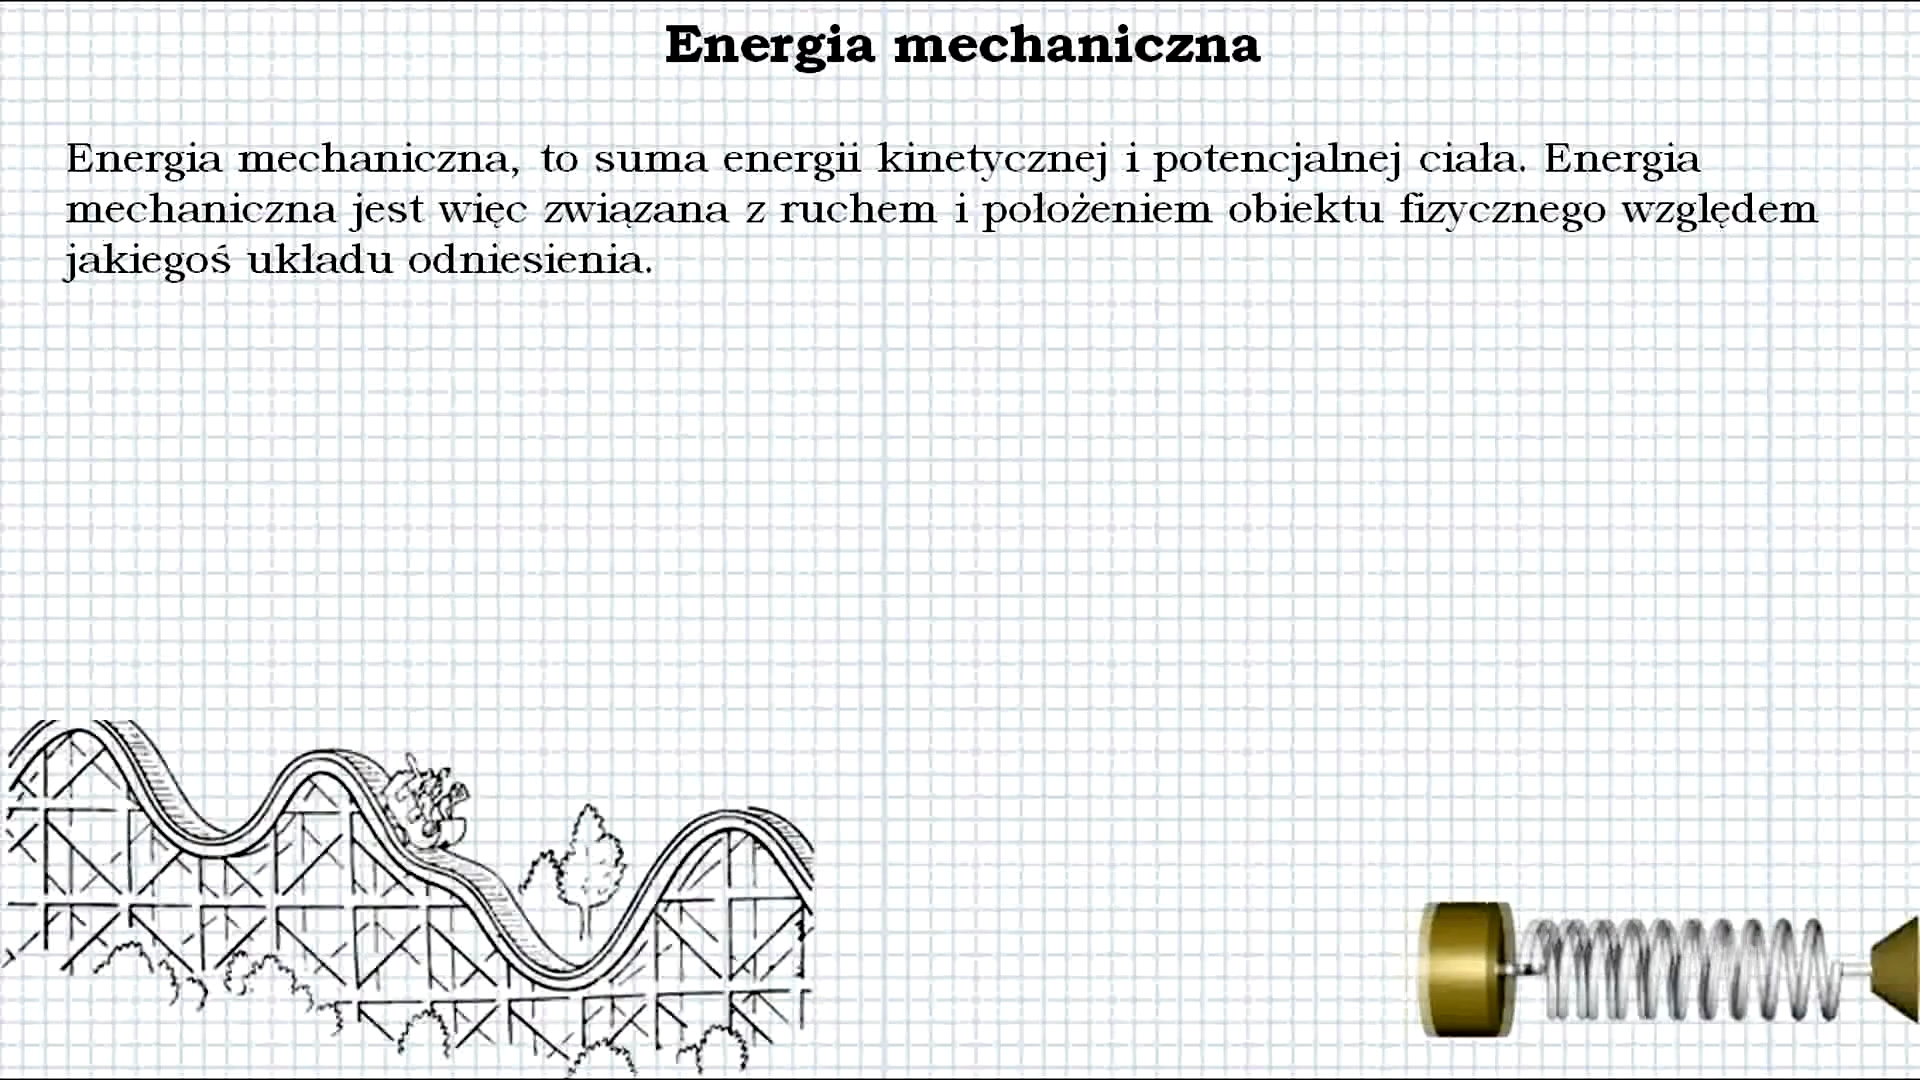 Energia mechaniczna
Energia mechaniczna, to suma energii kinetycznej i potencjalnej ciała. Energia
mechaniczna jest więc związana z ruchem i położeniem obiektu fizycznego względem
jakiegoś układu odniesienia.